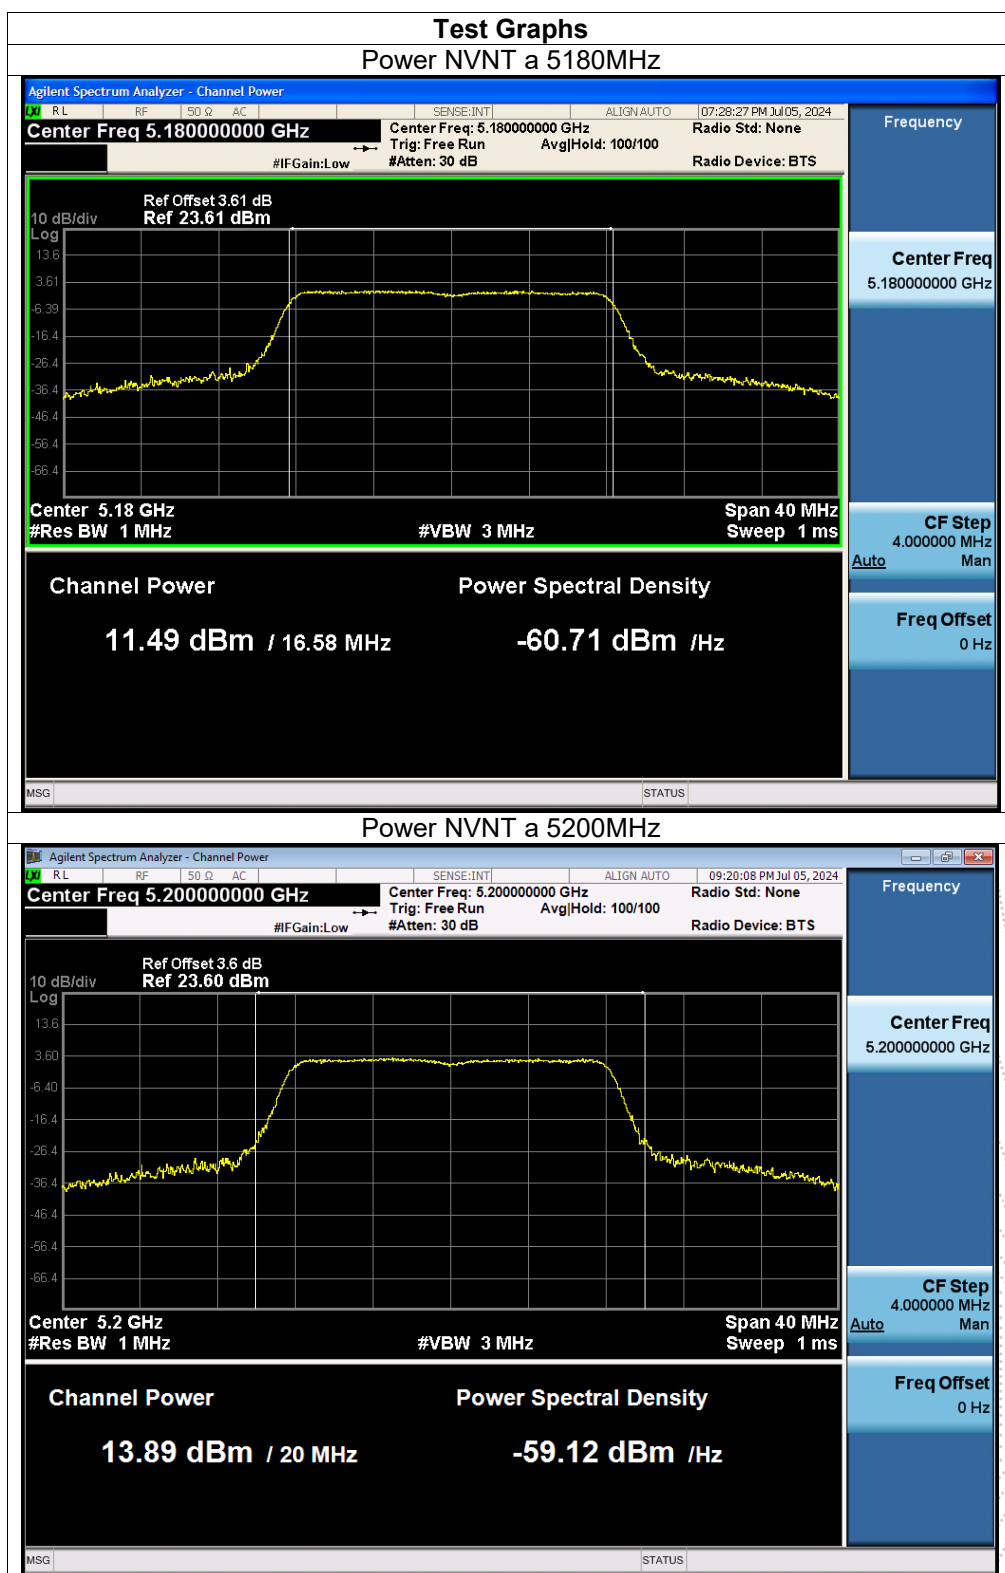 Test Graphs
Power NVNT a 5180MHz
Agilent Spectrum Analyzer - Channel Power
LXI RL RF 50 Ω AC SENSE:INT ALIGN AUTO 07:28:27 PM Jul 05, 2024
Center Freq 5.180000000 GHz Center Freq: 5.180000000 GHz Radio Std: None Frequency
Trig: Free Run Avg|Hold: 100/100
#IFGain:Low #Atten: 30 dB Radio Device: BTS
Ref Offset 3.61 dB
10 dB/div Ref 23.61 dBm
Log
13.6
3.61
-6.39
-16.4
-26.4
-36.4
-46.4
-56.4
-66.4
Center Freq
5.180000000 GHz
Center 5.18 GHz Span 40 MHz
#Res BW 1 MHz #VBW 3 MHz Sweep 1 ms
CF Step
4.000000 MHz
Auto Man
Channel Power Power Spectral Density
11.49 dBm / 16.58 MHz -60.71 dBm /Hz
Freq Offset
0 Hz
MSG STATUS
Power NVNT a 5200MHz
Agilent Spectrum Analyzer - Channel Power
LXI RL RF 50 Ω AC SENSE:INT ALIGN AUTO 09:20:08 PM Jul 05, 2024
Center Freq 5.200000000 GHz Center Freq: 5.200000000 GHz Radio Std: None Frequency
Trig: Free Run Avg|Hold: 100/100
#IFGain:Low #Atten: 30 dB Radio Device: BTS
Ref Offset 3.6 dB
10 dB/div Ref 23.60 dBm
Log
13.6
3.60
-6.40
-16.4
-26.4
-36.4
-46.4
-56.4
-66.4
Center Freq
5.200000000 GHz
Center 5.2 GHz Span 40 MHz
#Res BW 1 MHz #VBW 3 MHz Sweep 1 ms
CF Step
4.000000 MHz
Auto Man
Channel Power Power Spectral Density
13.89 dBm / 20 MHz -59.12 dBm /Hz
Freq Offset
0 Hz
MSG STATUS